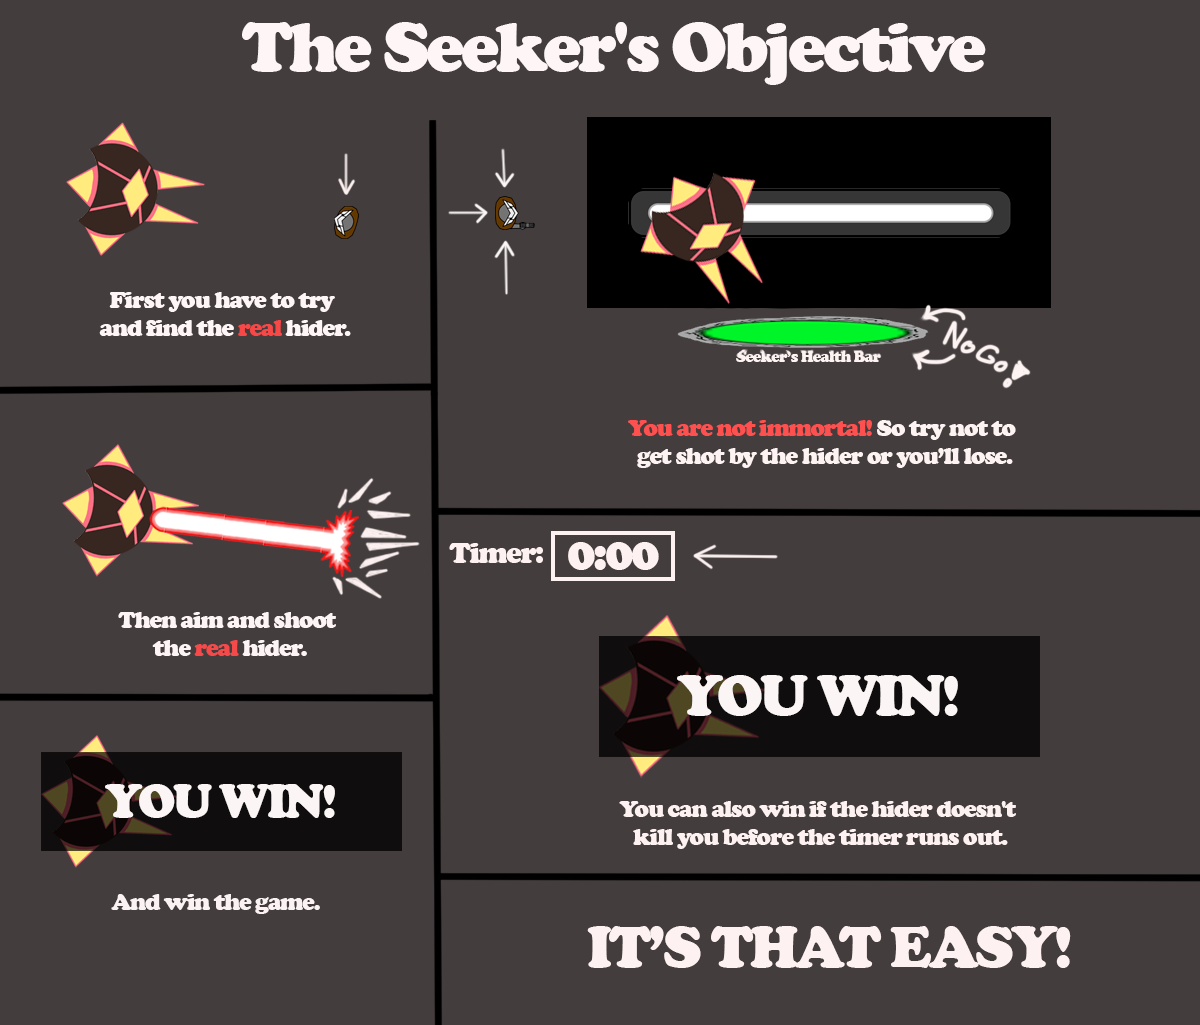 The Seeker's Objective
First you have to try
and find the real hider.
Then aim and shoot
the real hider.
YOU WIN!
And win the game.
Seeker's Health Bar
No Go!
You are not immortal! So try not to
get shot by the hider or you’ll lose.
Timer: 0:00
YOU WIN!
You can also win if the hider doesn't
kill you before the timer runs out.
IT’S THAT EASY!